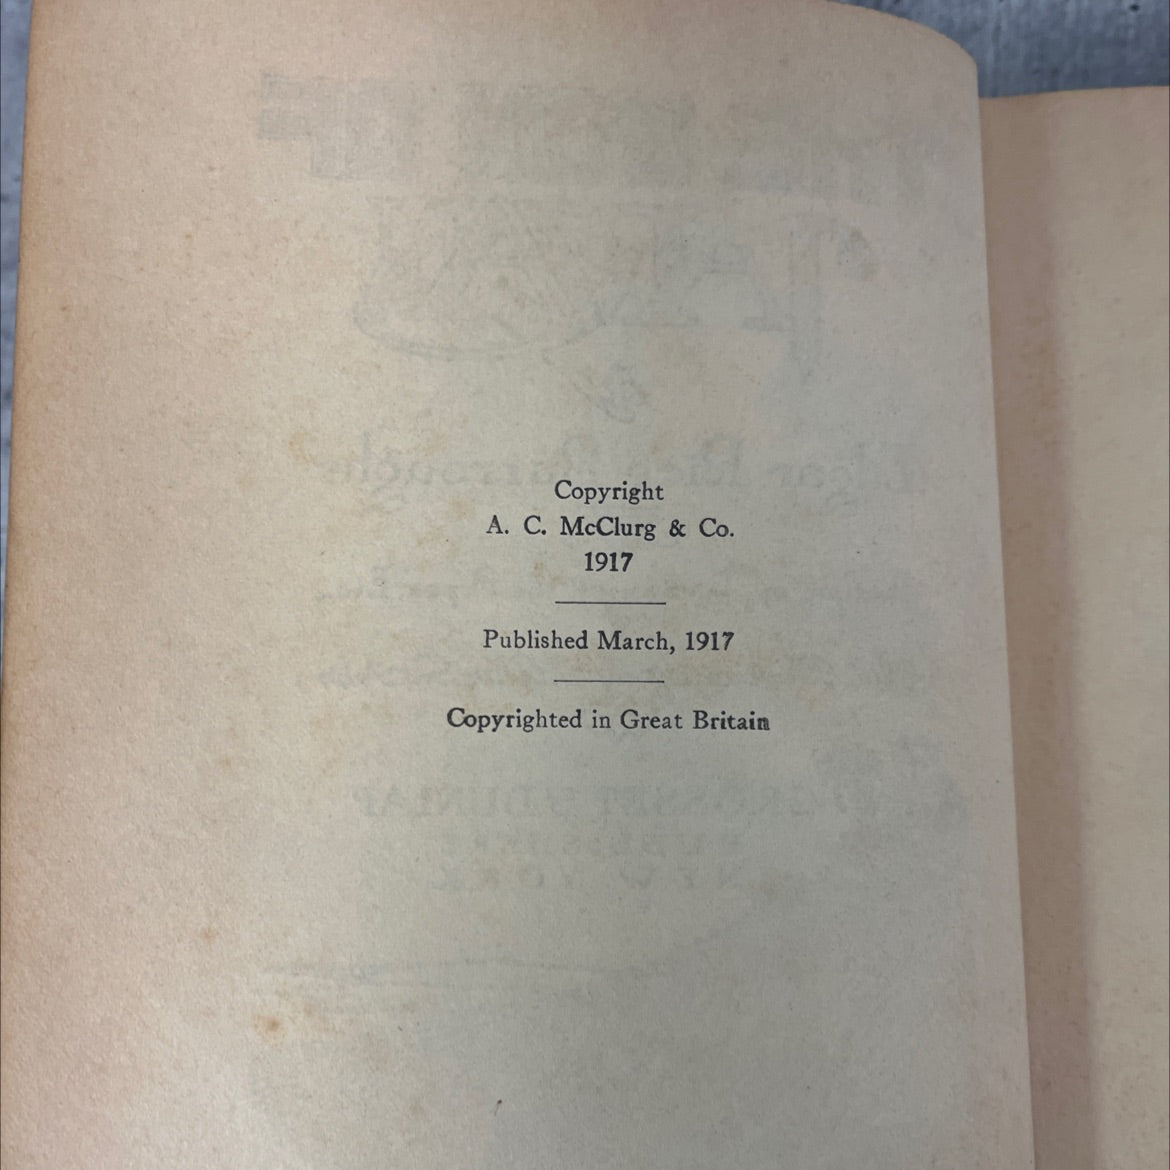 Copyright
A. C. McClurg & Co.
1917
Published March, 1917
Copyrighted in Great Britain